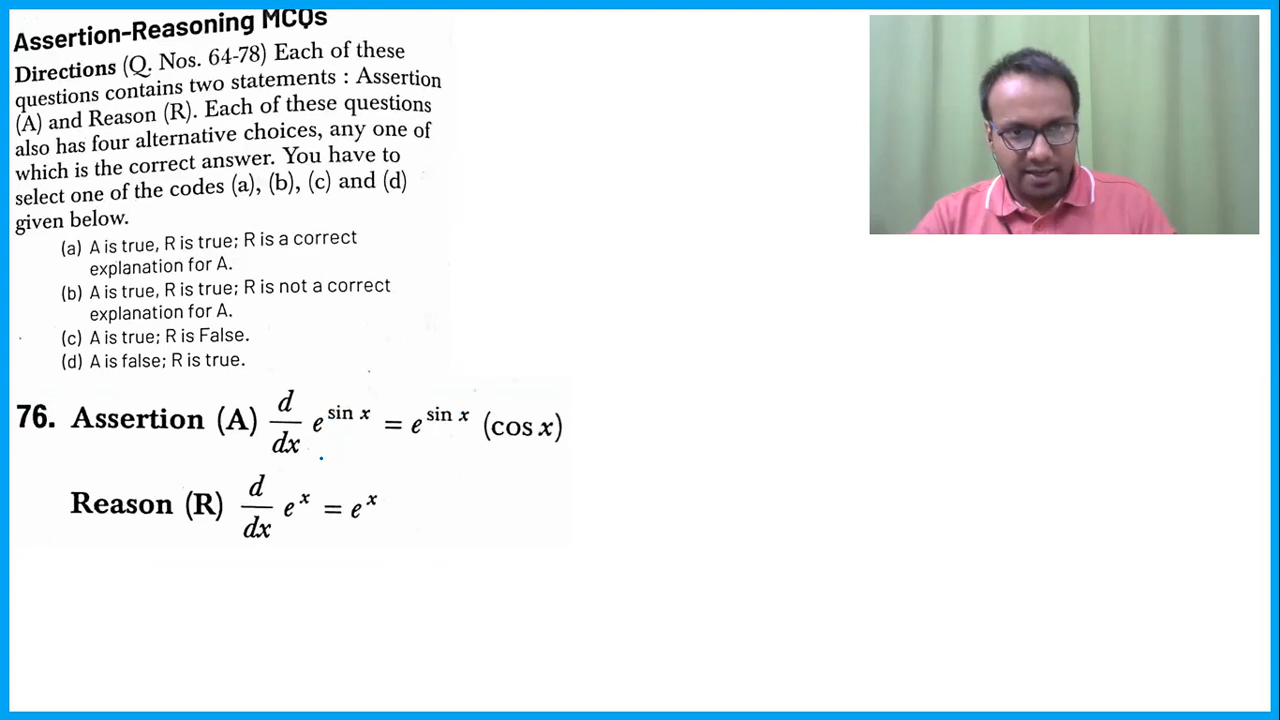 Assertion-Reasoning MCQs
Directions (Q. Nos. 64-78) Each of these
questions contains two statements : Assertion
(A) and Reason (R). Each of these questions
also has four alternative choices, any one of
which is the correct answer. You have to
select one of the codes (a), (b), (c) and (d)
given below.
(a) A is true, R is true; R is a correct
explanation for A.
(b) A is true, R is true; R is not a correct
explanation for A.
(c) A is true; R is False.
(d) A is false; R is true.
76. Assertion (A) d/dx e^{sin x} = e^{sin x} (cos x)
Reason (R) d/dx e^x = e^x